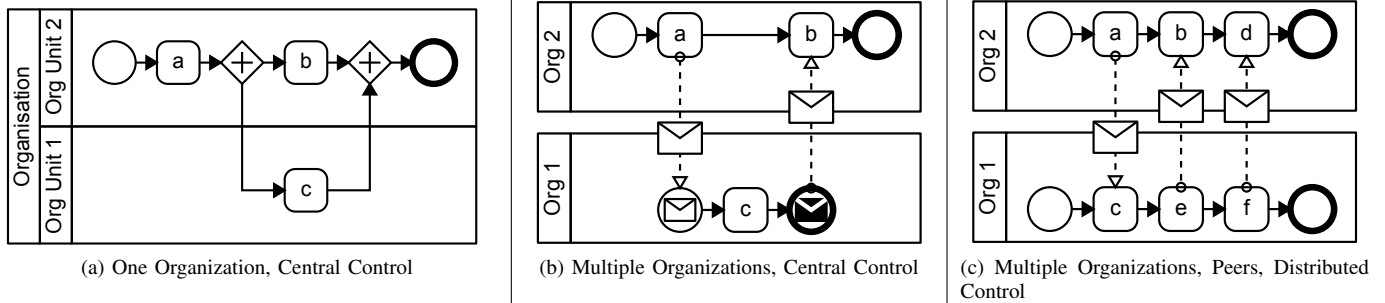 Organisation
Org Unit 2
a
b
Org Unit 1
c
(a) One Organization, Central Control
Org 2
a
b
Org 1
c
(b) Multiple Organizations, Central Control
Org 2
a
b
d
Org 1
c
e
f
(c) Multiple Organizations, Peers, Distributed
Control